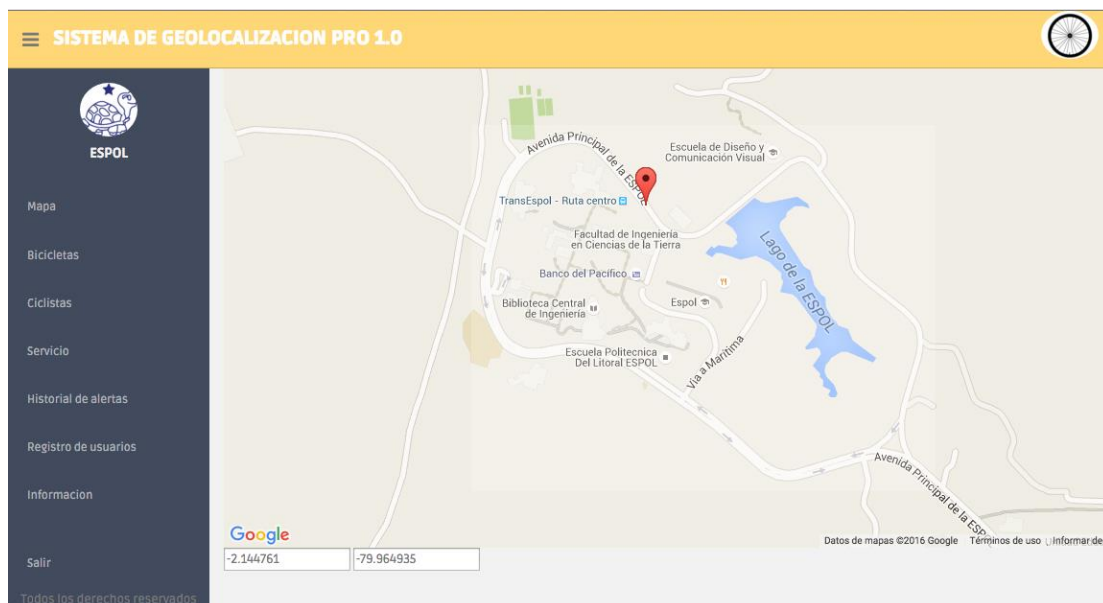 SISTEMA DE GEOLOCALIZACION PRO 1.0
ESPOL
Mapa
Bicicletas
Ciclistas
Servicio
Historial de alertas
Registro de usuarios
Informacion
Salir
Todos los derechos reservados
Avenida Principal de la ESPOL
Escuela de Diseño y
Comunicación Visual
TransEspol - Ruta centro
Facultad de Ingeniería
en Ciencias de la Tierra
Lago de la ESPOL
Banco del Pacífico
Biblioteca Central
de Ingeniería
Espol
Escuela Politecnica
Del Litoral ESPOL
Via a Marítima
Avenida Principal de la ESPOL
Google
Datos de mapas ©2016 Google Términos de uso Informar de
-2.144761
-79.964935